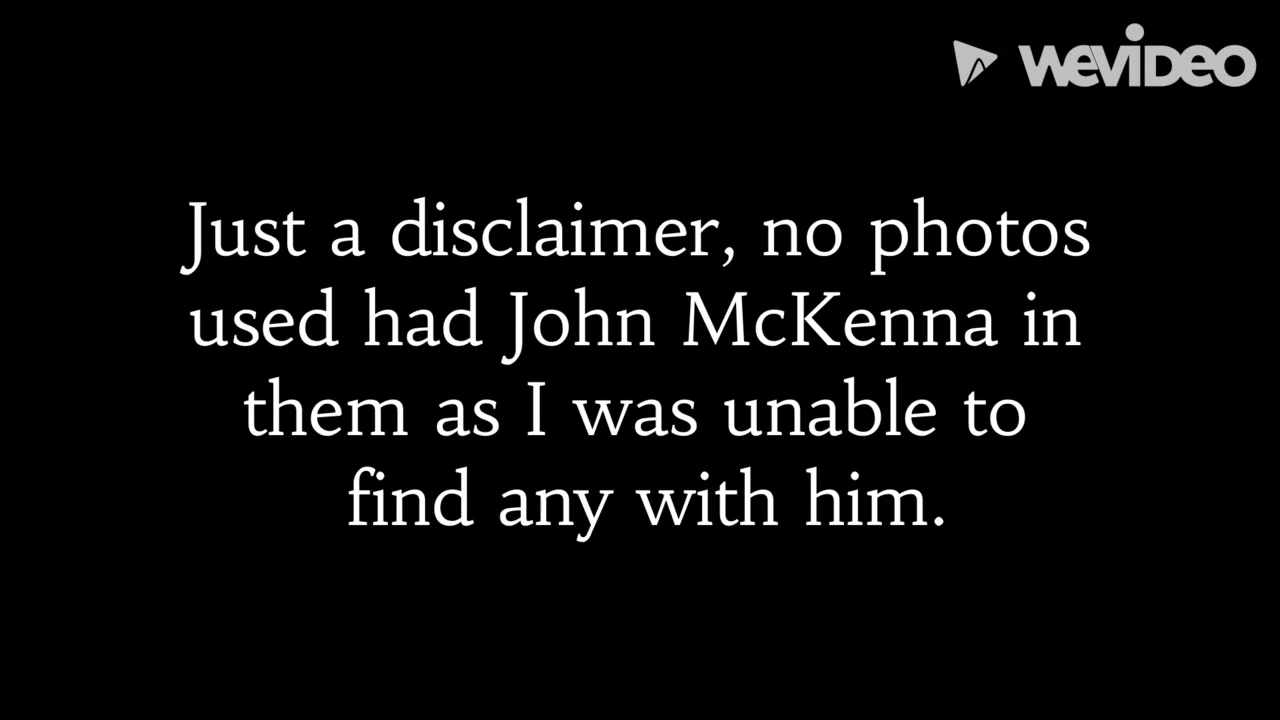 WEVIDEO
Just a disclaimer, no photos
used had John McKenna in
them as I was unable to
find any with him.